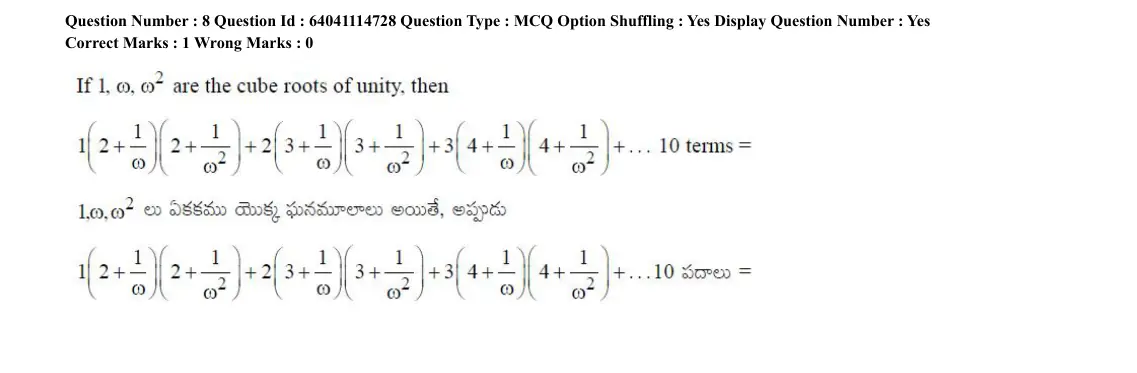 Question Number : 8 Question Id : 64041114728 Question Type : MCQ Option Shuffling : Yes Display Question Number : Yes
Correct Marks : 1 Wrong Marks : 0
If 1, ω, ω² are the cube roots of unity, then
1(2+1/ω)(2+1/ω²)+2(3+1/ω)(3+1/ω²)+3(4+1/ω)(4+1/ω²)+... 10 terms =
1,ω,ω² లు ఏకకము యొక్క ఘనమూలాలు అయితే, అప్పుడు
1(2+1/ω)(2+1/ω²)+2(3+1/ω)(3+1/ω²)+3(4+1/ω)(4+1/ω²)+...10 పదాలు =